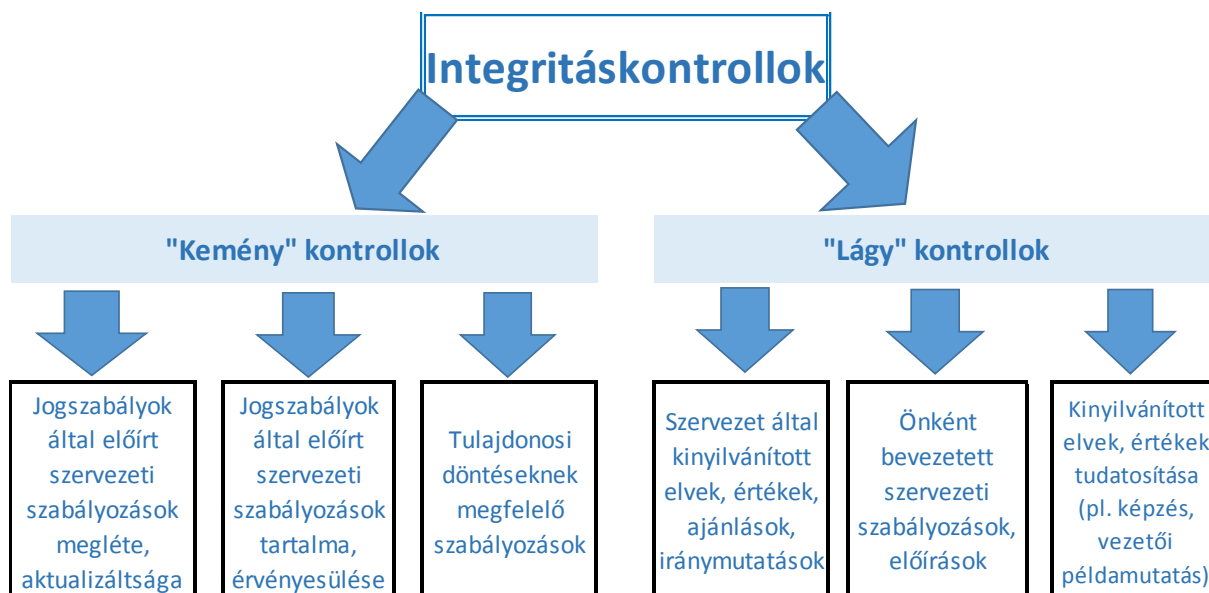 Integritáskontrollok
"Kemény" kontrollok
"Lágy" kontrollok
Jogszabályok
által előírt
szervezeti
szabályozások
megléte,
aktualizáltsága
Jogszabályok
által előírt
szervezeti
szabályozások
tartalma,
érvényesülése
Tulajdonosi
döntéseknek
megfelelő
szabályozások
Szervezet által
kinyilvánított
elvek, értékek,
ajánlások,
iránymutatások
Önként
bevezetett
szervezeti
szabályozások,
előírások
Kinyilvánított
elvek, értékek
tudatosítása
(pl. képzés,
vezetői
példamutatás)